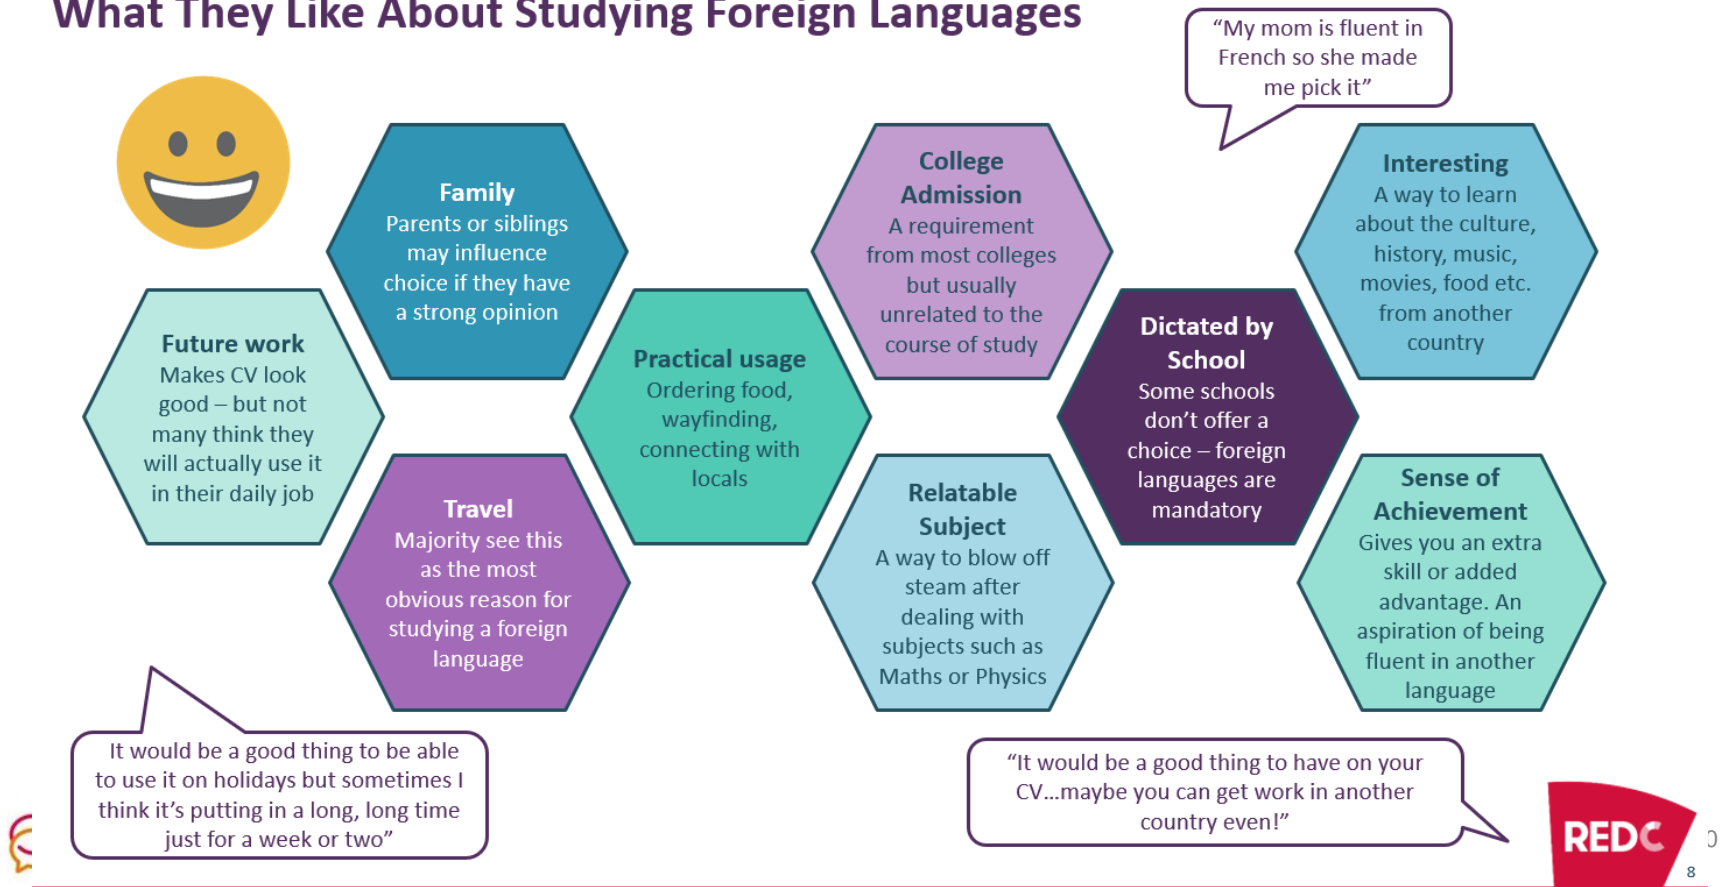 What They Like About Studying Foreign Languages
“My mom is fluent in
French so she made
me pick it”
Family
Parents or siblings
may influence
choice if they have
a strong opinion
College
Admission
A requirement
from most colleges
but usually
unrelated to the
course of study
Interesting
A way to learn
about the culture,
history, music,
movies, food etc.
from another
country
Future work
Makes CV look
good – but not
many think they
will actually use it
in their daily job
Practical usage
Ordering food,
wayfinding,
connecting with
locals
Dictated by
School
Some schools
don’t offer a
choice – foreign
languages are
mandatory
Travel
Majority see this
as the most
obvious reason for
studying a foreign
language
Relatable
Subject
A way to blow off
steam after
dealing with
subjects such as
Maths or Physics
Sense of
Achievement
Gives you an extra
skill or added
advantage. An
aspiration of being
fluent in another
language
It would be a good thing to be able
to use it on holidays but sometimes I
think it’s putting in a long, long time
just for a week or two”
“It would be a good thing to have on your
CV…maybe you can get work in another
country even!”
REDC
0
8